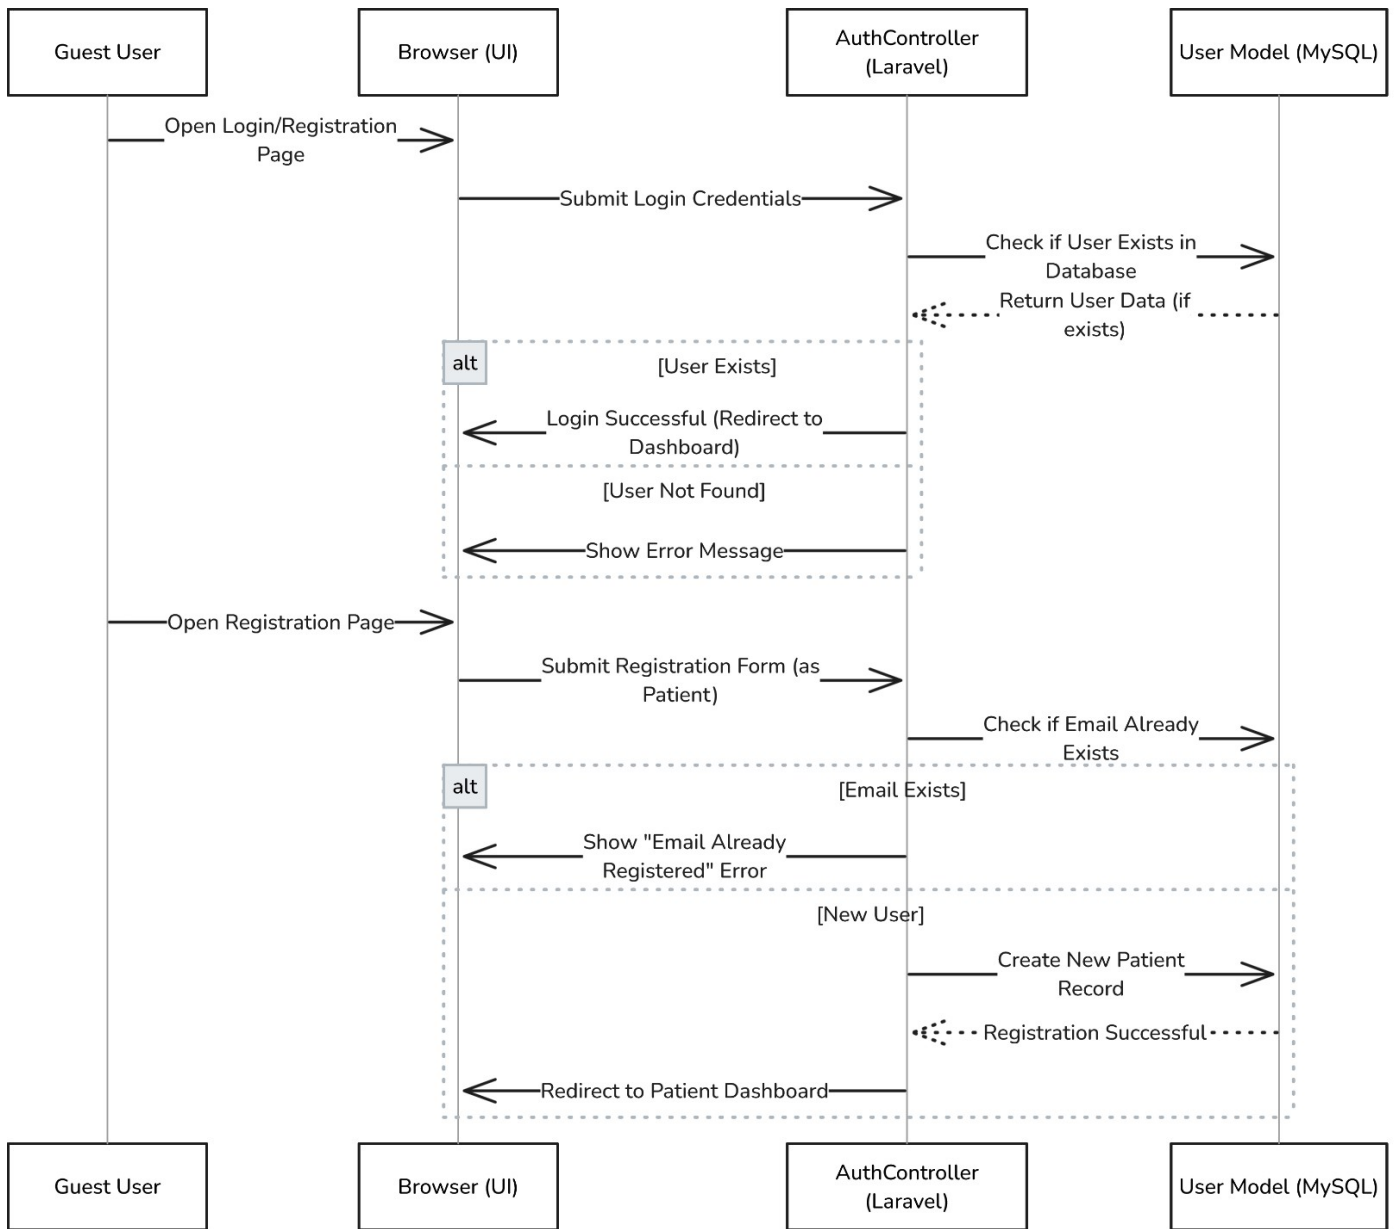 Guest User
Browser (UI)
AuthController
(Laravel)
User Model (MySQL)
Open Login/Registration
Page
Submit Login Credentials
Check if User Exists in
Database
Return User Data (if
exists)
alt
[User Exists]
Login Successful (Redirect to
Dashboard)
[User Not Found]
Show Error Message
Open Registration Page
Submit Registration Form (as
Patient)
Check if Email Already
Exists
alt
[Email Exists]
Show "Email Already
Registered" Error
[New User]
Create New Patient
Record
Registration Successful
Redirect to Patient Dashboard
Guest User
Browser (UI)
AuthController
(Laravel)
User Model (MySQL)